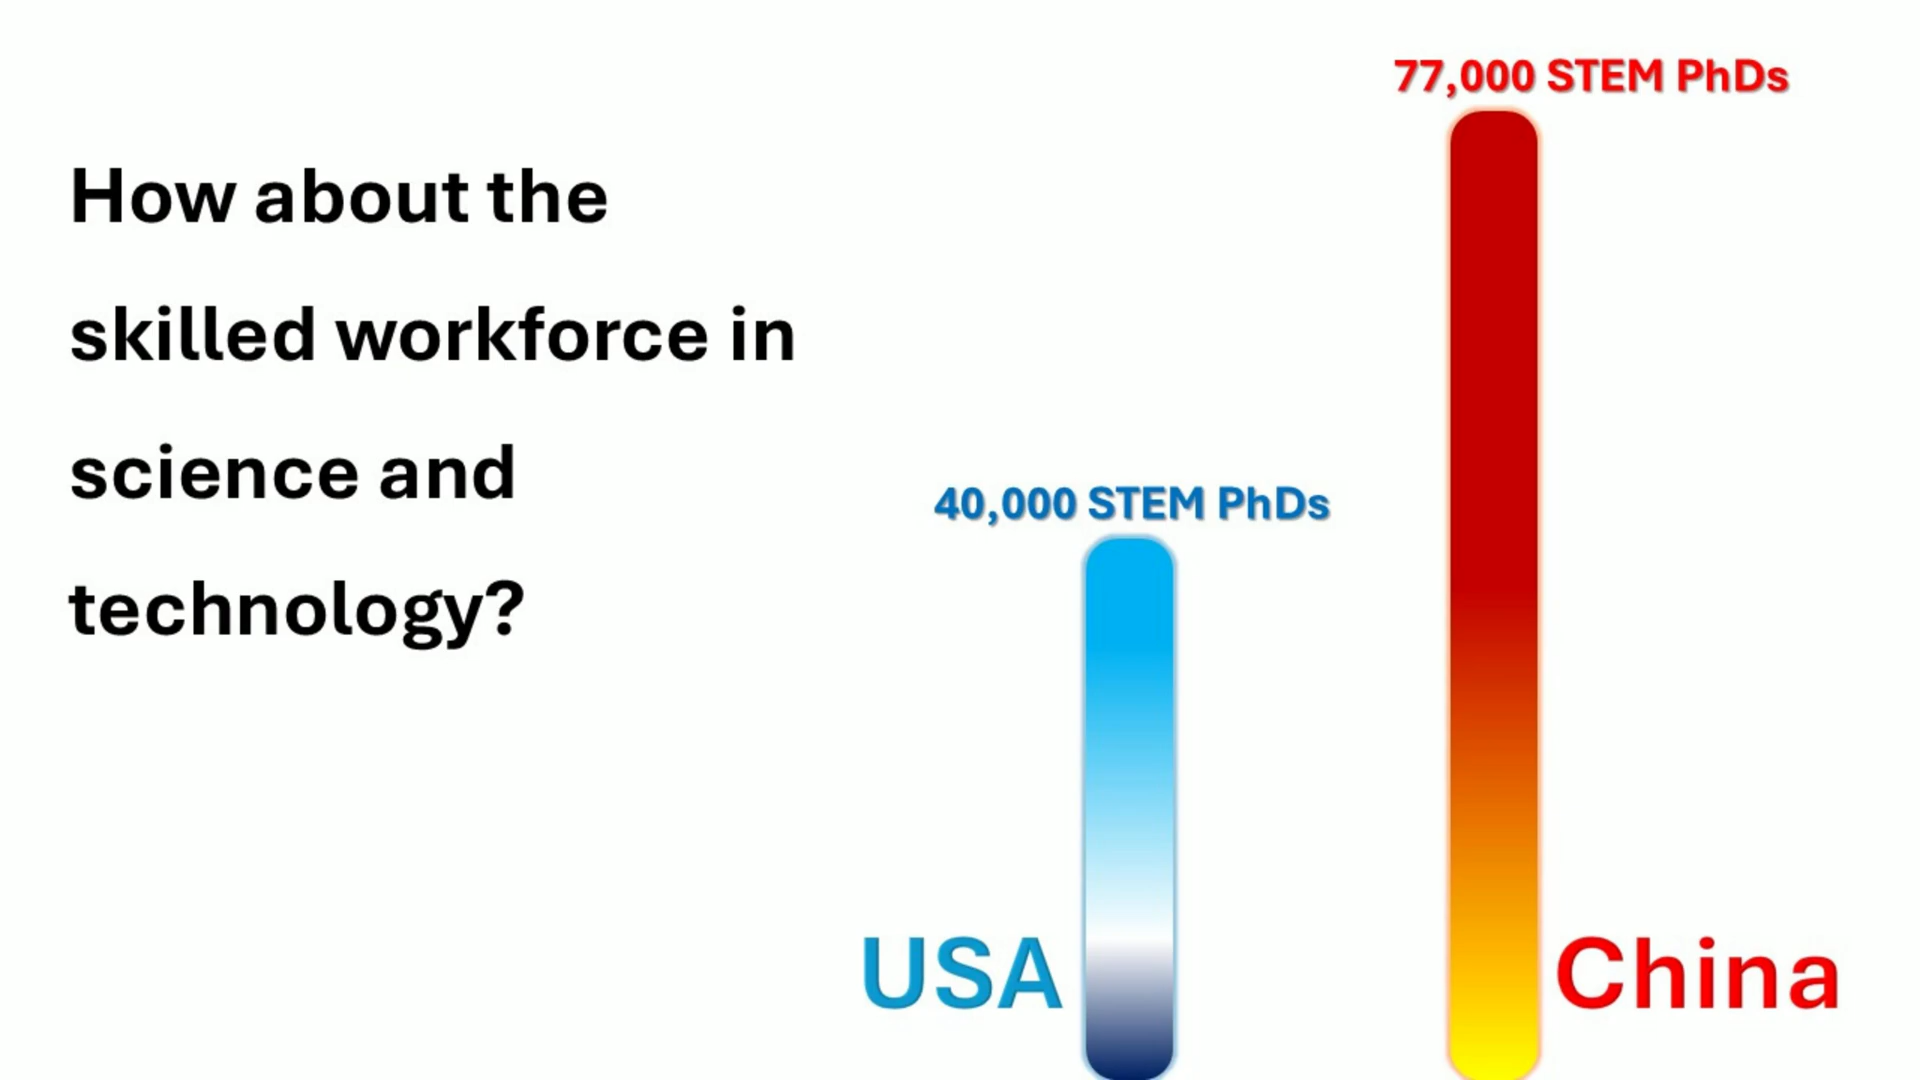 How about the
skilled workforce in
science and
technology?
77,000 STEM PhDs
40,000 STEM PhDs
USA
China